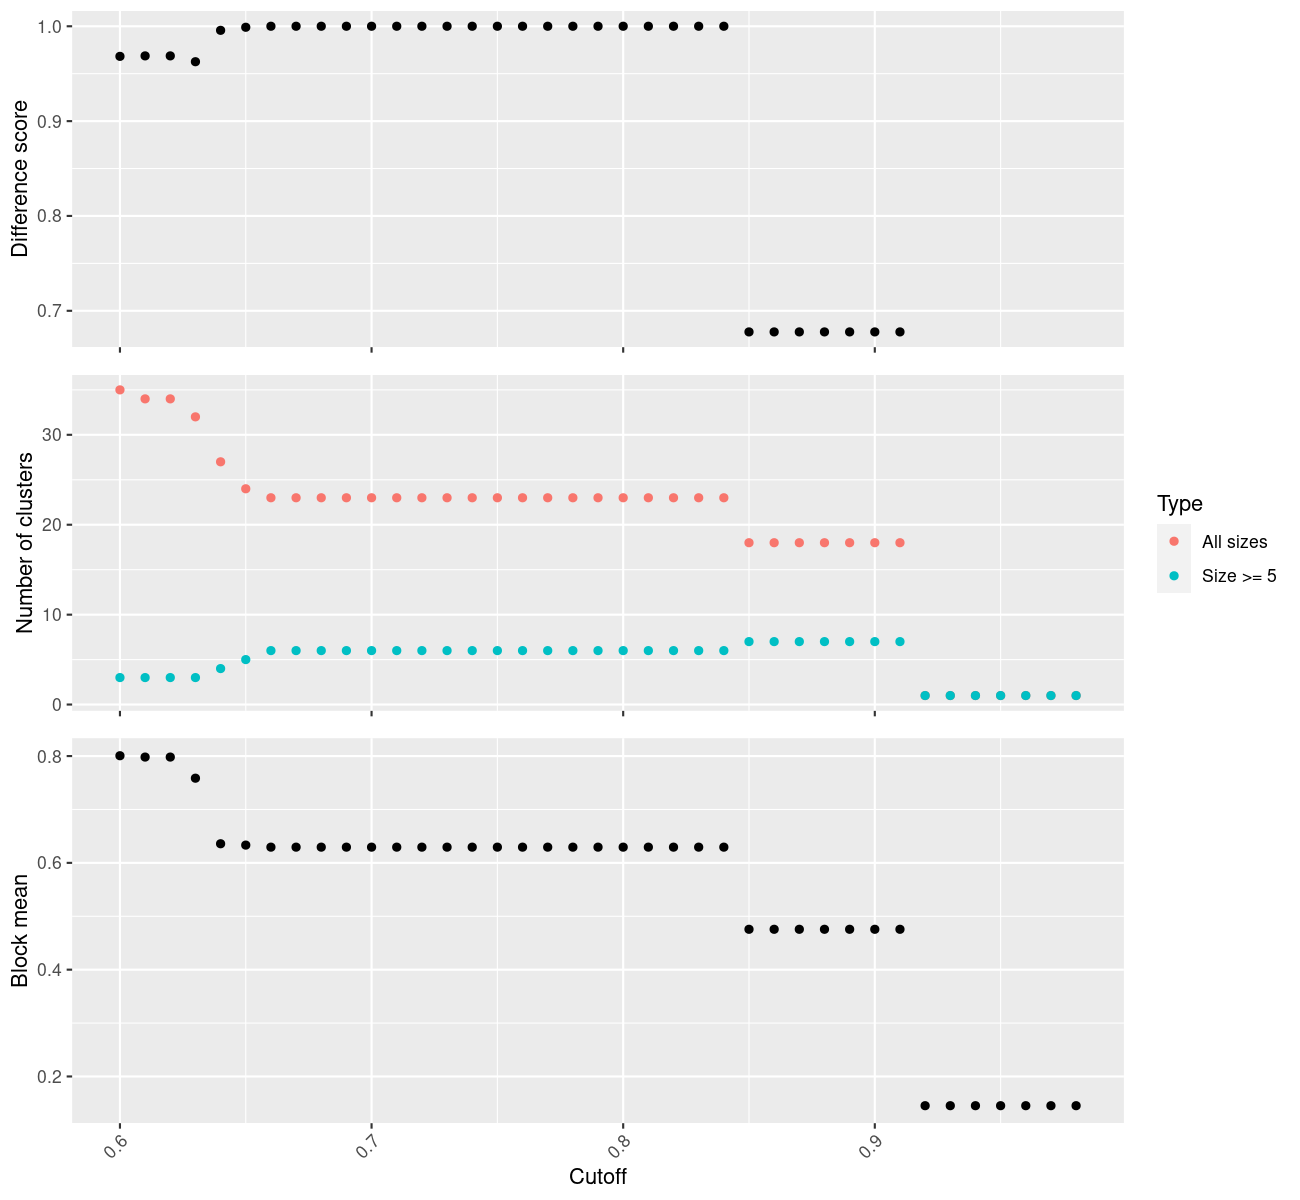 Difference score
1.0
0.9
0.8
0.7
Number of clusters
30
20
10
0
Type
All sizes
Size >= 5
Block mean
0.8
0.6
0.4
0.2
0.6
0.7
0.8
0.9
Cutoff